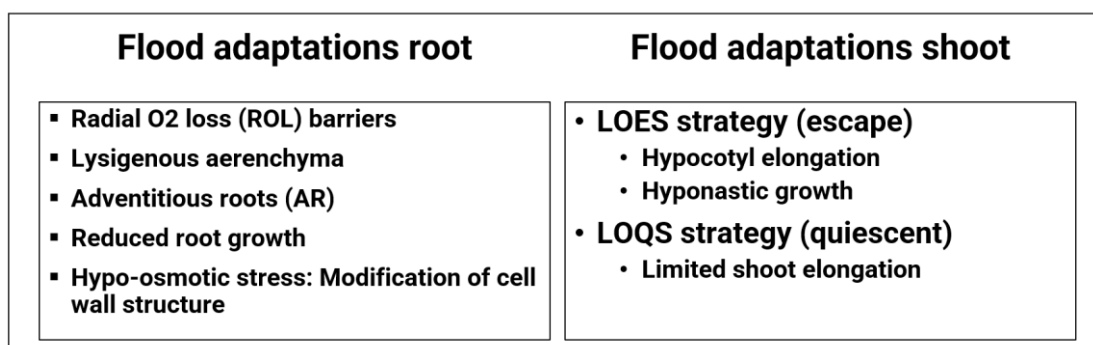 Flood adaptations root
▪ Radial O2 loss (ROL) barriers
▪ Lysigenous aerenchyma
▪ Adventitious roots (AR)
▪ Reduced root growth
▪ Hypo-osmotic stress: Modification of cell
wall structure
Flood adaptations shoot
• LOES strategy (escape)
• Hypocotyl elongation
• Hyponastic growth
• LOQS strategy (quiescent)
• Limited shoot elongation